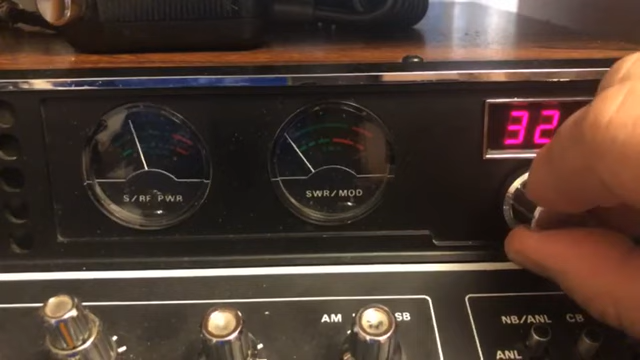 32
S/RF PWR
SWR/MOD
AM
SB
NB/ANL
CB
ANL